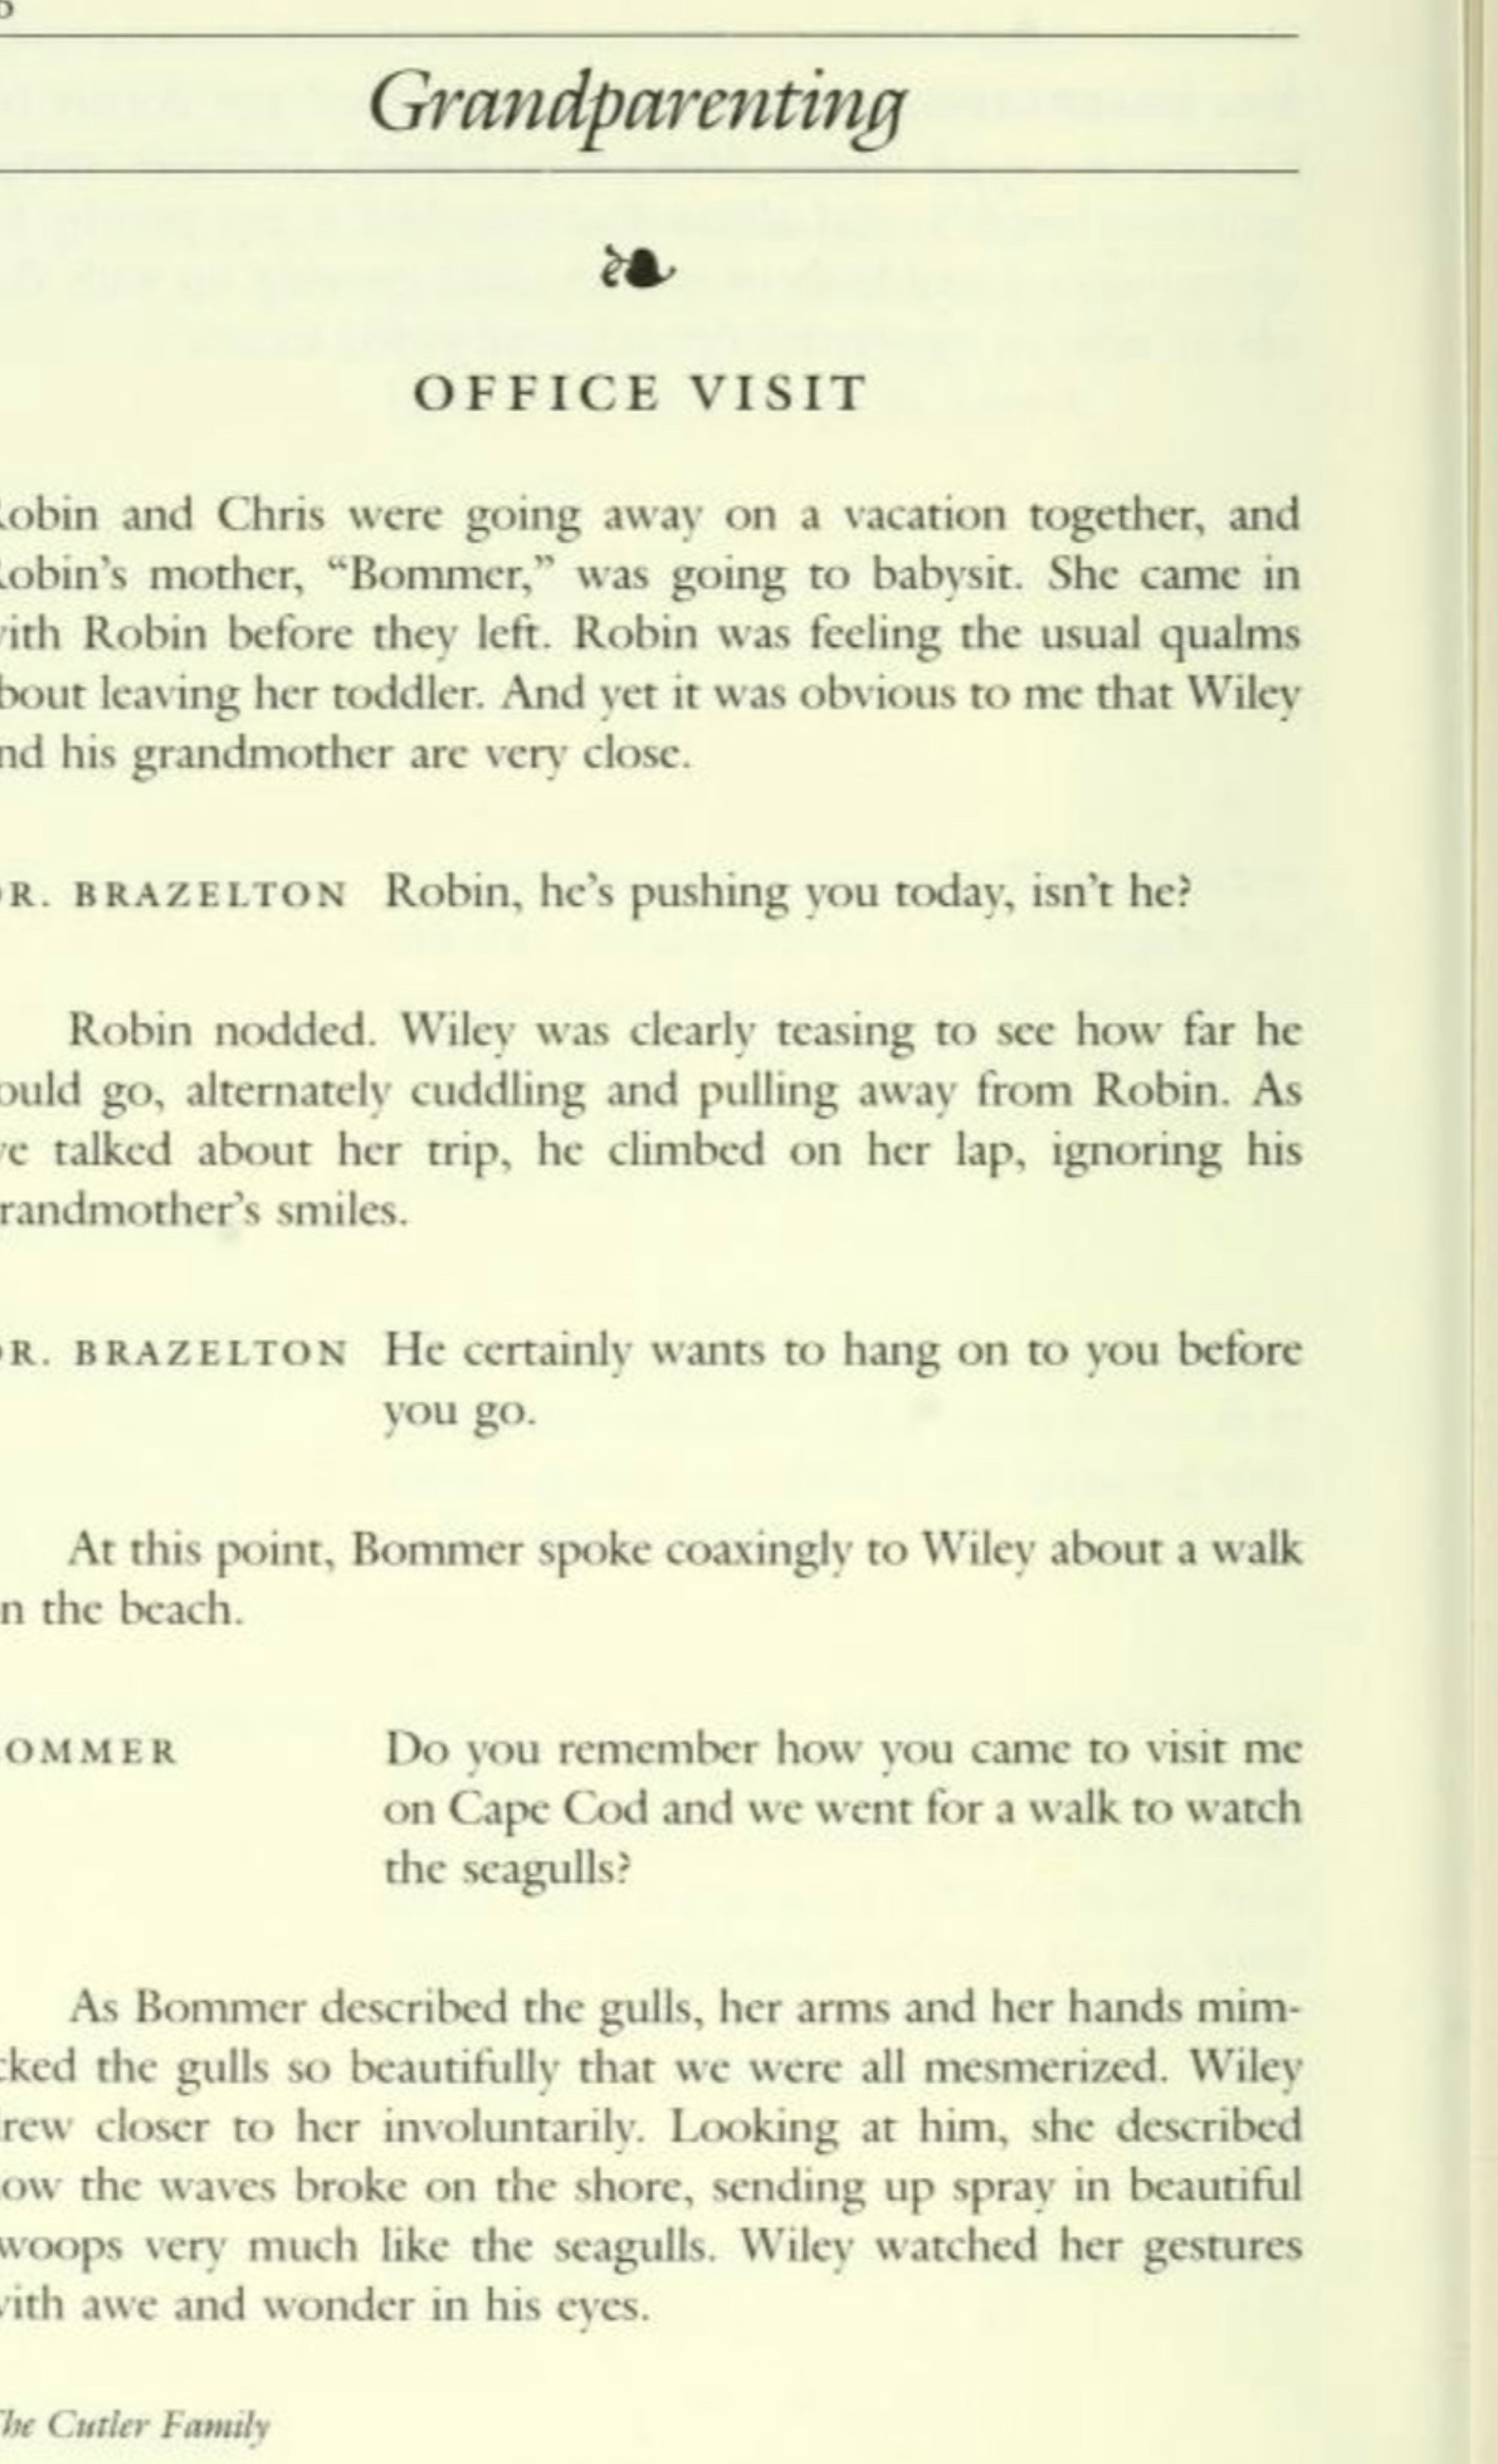 Grandparenting
OFFICE VISIT
obin and Chris were going away on a vacation together, and
obin's mother, “Bommer,” was going to babysit. She came in
ith Robin before they left. Robin was feeling the usual qualms
bout leaving her toddler. And yet it was obvious to me that Wiley
nd his grandmother are very close.
R. BRAZELTON Robin, he's pushing you today, isn't he?
Robin nodded. Wiley was clearly teasing to see how far he
ould go, alternately cuddling and pulling away from Robin. As
e talked about her trip, he climbed on her lap, ignoring his
randmother's smiles.
R. BRAZELTON He certainly wants to hang on to you before
you go.
At this point, Bommer spoke coaxingly to Wiley about a walk
n the beach.
OMMER Do you remember how you came to visit me
on Cape Cod and we went for a walk to watch
the seagulls?
As Bommer described the gulls, her arms and her hands mim-
cked the gulls so beautifully that we were all mesmerized. Wiley
rew closer to her involuntarily. Looking at him, she described
ow the waves broke on the shore, sending up spray in beautiful
woops very much like the seagulls. Wiley watched her gestures
ith awe and wonder in his eyes.
The Cutler Family